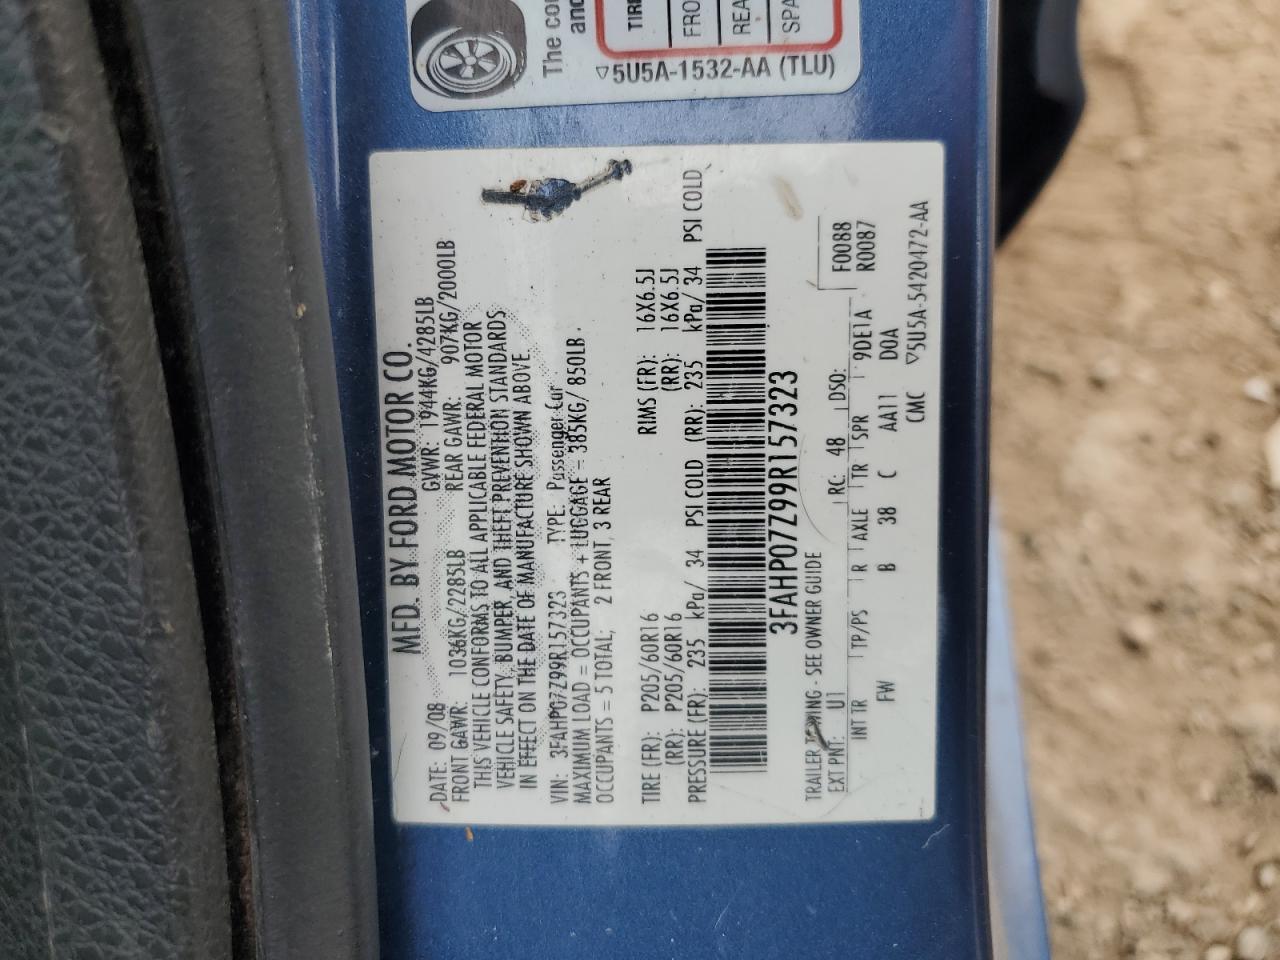 The co
and
TIRE
FRO
REA
SPA
▽5U5A-1532-AA (TLU)
MFD. BY FORD MOTOR CO.
DATE: 09/08 GVWR: 1944KG/4285LB
FRONT GAWR: 1036KG/2285LB REAR GAWR: 907KG/2000LB
THIS VEHICLE CONFORMS TO ALL APPLICABLE FEDERAL MOTOR
VEHICLE SAFETY, BUMPER, AND THEFT PREVENTION STANDARDS
IN EFFECT ON THE DATE OF MANUFACTURE SHOWN ABOVE.
VIN: 3FAHP07Z99R157323 TYPE: Passenger Car
MAXIMUM LOAD = OCCUPANTS + LUGGAGE = 385KG/ 850LB
OCCUPANTS = 5 TOTAL; 2 FRONT, 3 REAR
TIRE (FR): P205/60R16 RIMS (FR): 16X6.5J
(RR): P205/60R16 (RR): 16X6.5J
PRESSURE (FR): 235 kPa/ 34 PSI COLD (RR): 235 kPa/ 34 PSI COLD
3FAHP07Z99R157323
TRAILER TOWING - SEE OWNER GUIDE
EXT PNT: U1 RC: 48 DSO: F0088
R0087
INT TR TP/PS R AXLE TR SPR 9DE1A
FW B 38 C AA11 D0A
CMC ▽5U5A-5420472-AA